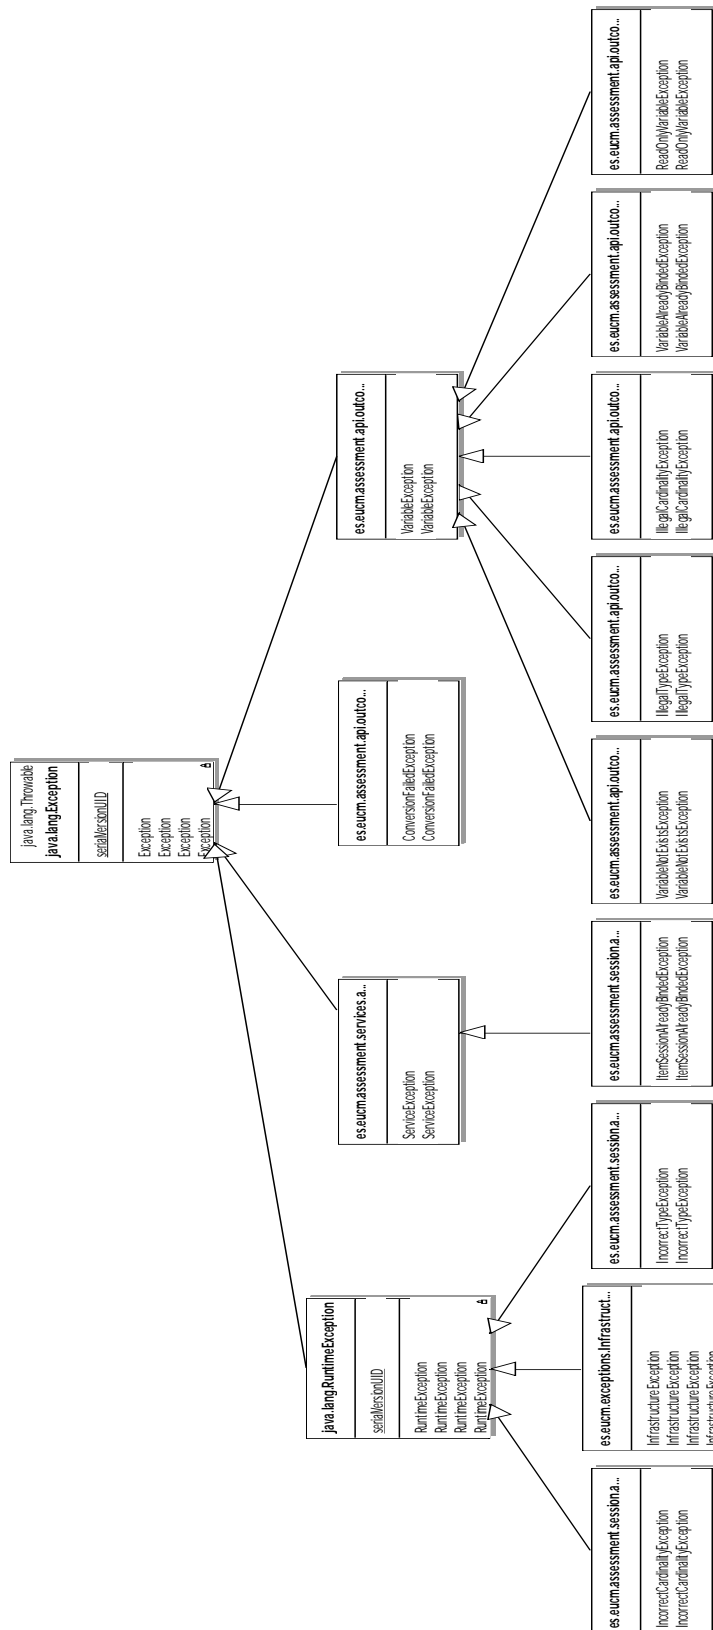 java.lang.Throwable
java.lang.Exception
serialVersionUID
Exception
Exception
Exception
Exception
java.lang.RuntimeException
serialVersionUID
RuntimeException
RuntimeException
RuntimeException
RuntimeException
es.eucm.assessment.services.a...
ServiceException
ServiceException
es.eucm.assessment.api.outco...
ConversionFailedException
ConversionFailedException
es.eucm.assessment.api.outco...
VariableException
VariableException
es.eucm.assessment.session.a...
IncorrectCardinalityException
IncorrectCardinalityException
es.eucm.exceptions.Infrastruct...
InfrastructureException
InfrastructureException
InfrastructureException
InfrastructureException
es.eucm.assessment.session.a...
IncorrectTypeException
IncorrectTypeException
es.eucm.assessment.session.a...
ItemSessionAlreadyBindedException
ItemSessionAlreadyBindedException
es.eucm.assessment.api.outco...
VariableNotExistsException
VariableNotExistsException
es.eucm.assessment.api.outco...
IllegalTypeException
IllegalTypeException
es.eucm.assessment.api.outco...
IllegalCardinalityException
IllegalCardinalityException
es.eucm.assessment.api.outco...
VariableAlreadyBindedException
VariableAlreadyBindedException
es.eucm.assessment.api.outco...
ReadOnlyVariableException
ReadOnlyVariableException